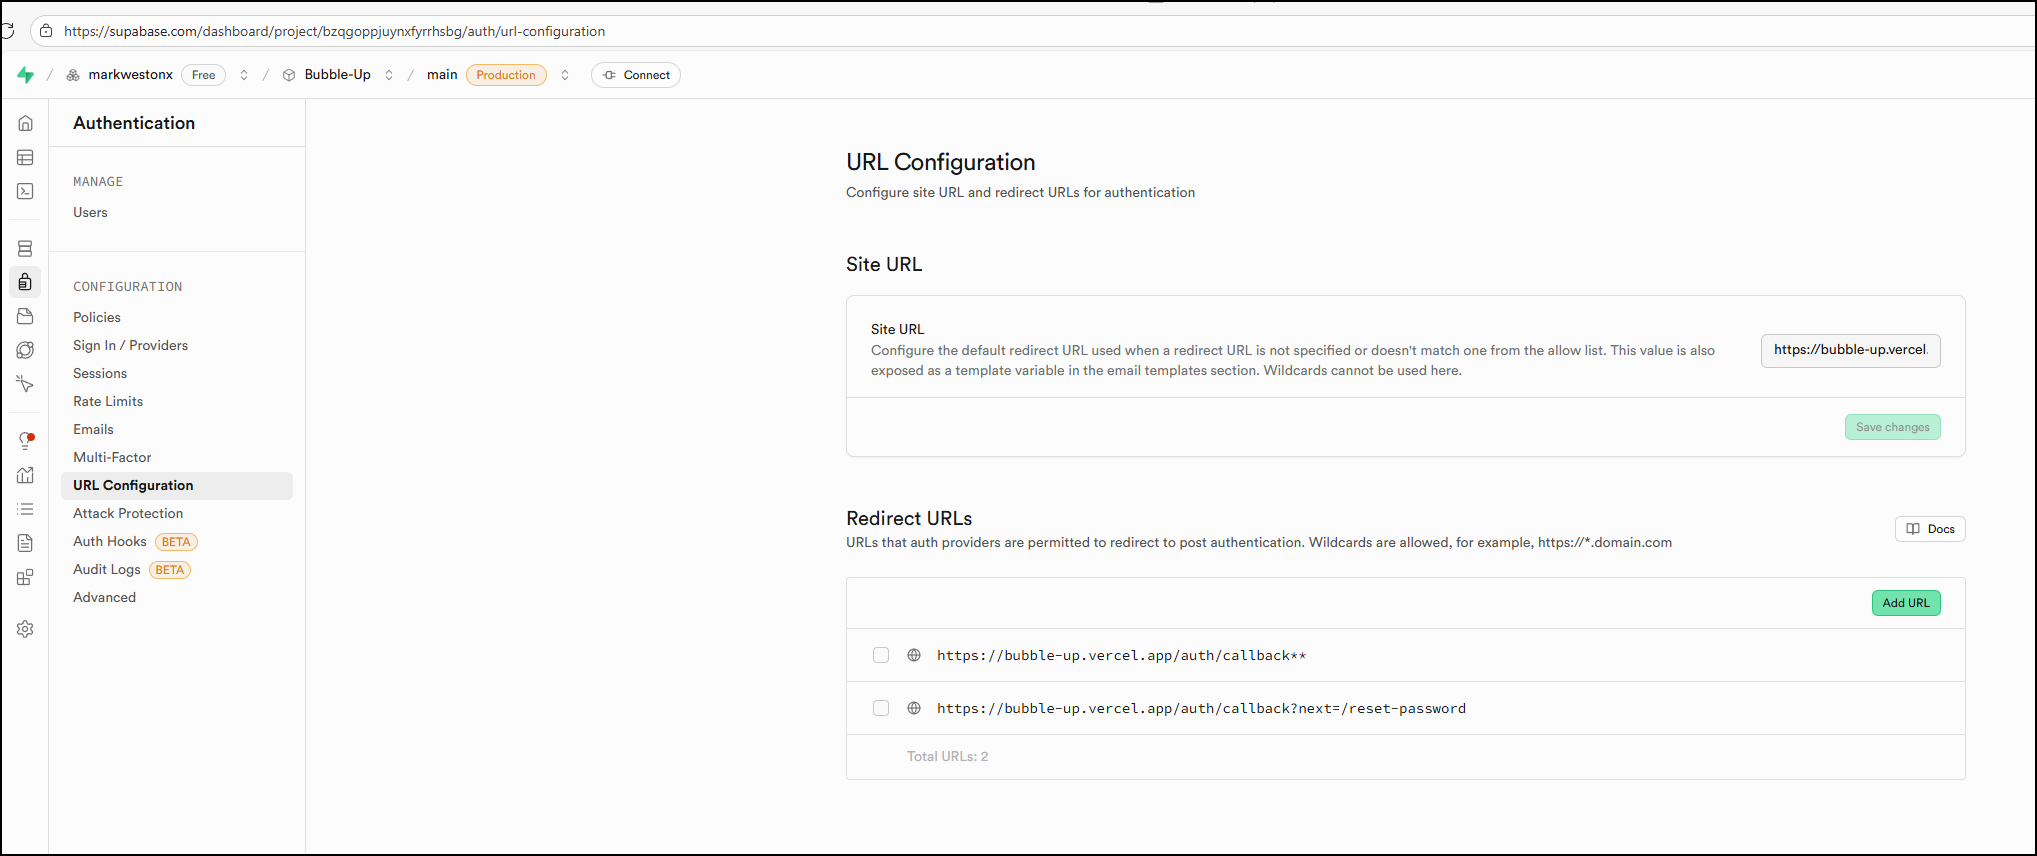 https://supabase.com/dashboard/project/bzqgoppjuynxfyrrhsbg/auth/url-configuration
/ markwestonx Free / Bubble-Up / main Production Connect
Authentication
MANAGE
Users
CONFIGURATION
Policies
Sign In / Providers
Sessions
Rate Limits
Emails
Multi-Factor
URL Configuration
Attack Protection
Auth Hooks BETA
Audit Logs BETA
Advanced
URL Configuration
Configure site URL and redirect URLs for authentication
Site URL
Site URL
Configure the default redirect URL used when a redirect URL is not specified or doesn't match one from the allow list. This value is also
exposed as a template variable in the email templates section. Wildcards cannot be used here.
https://bubble-up.vercel.
Save changes
Redirect URLs
URLs that auth providers are permitted to redirect to post authentication. Wildcards are allowed, for example, https://*.domain.com
Docs
Add URL
https://bubble-up.vercel.app/auth/callback**
https://bubble-up.vercel.app/auth/callback?next=/reset-password
Total URLs: 2